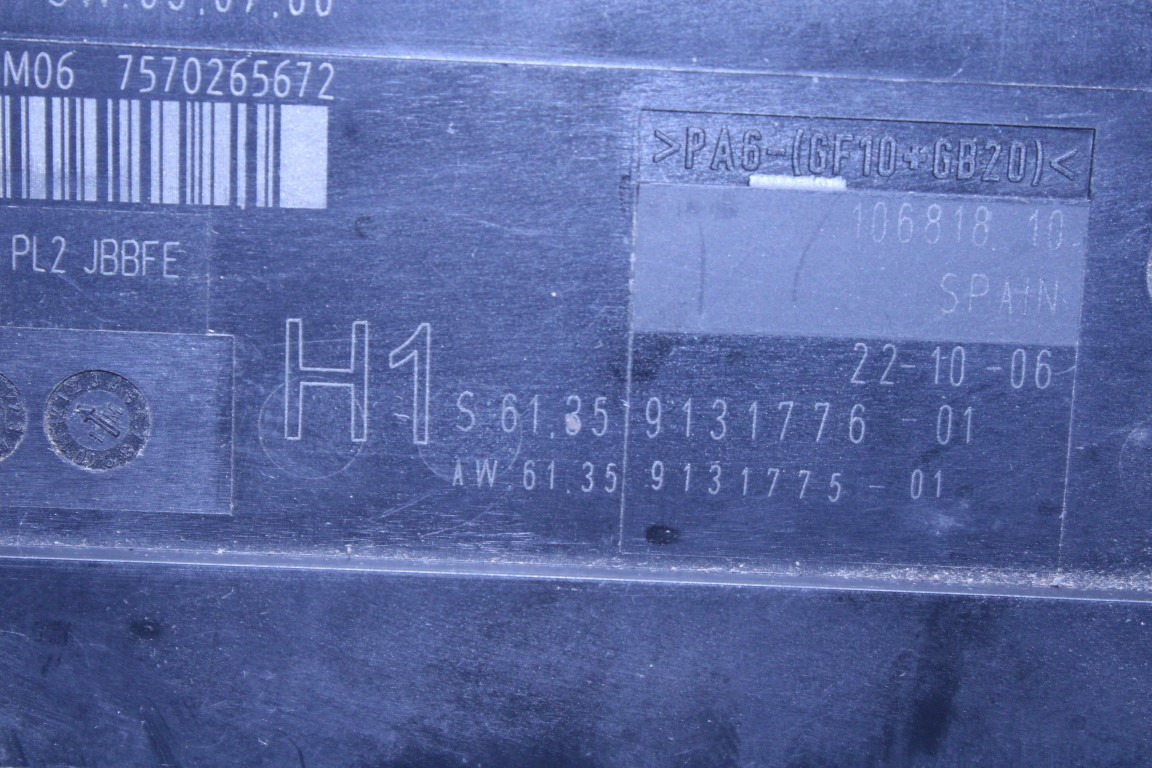 M06 7570265672
>PA6-(GF10+GB20)<
106818.10
SPAIN
PL2 JBBFE
22-10-06
H1
S:61.35 9131776-01
AW:61.35 9131775-01